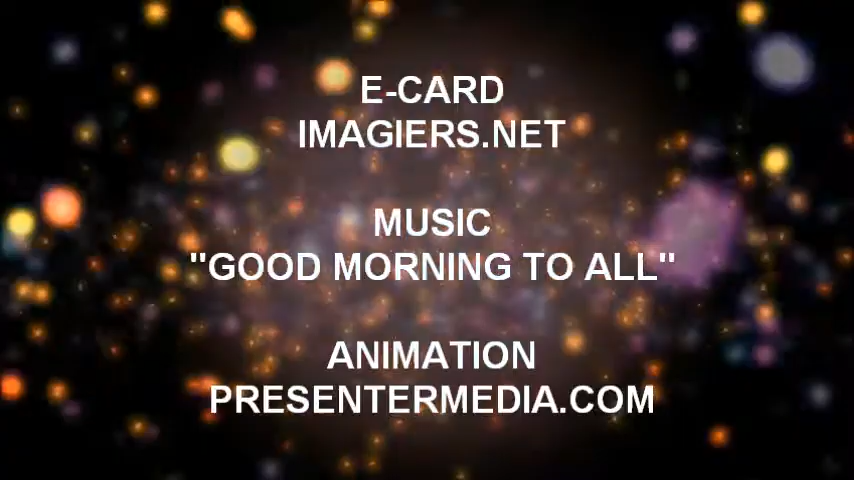 E-CARD
IMAGIERS.NET
MUSIC
"GOOD MORNING TO ALL"
ANIMATION
PRESENTERMEDIA.COM